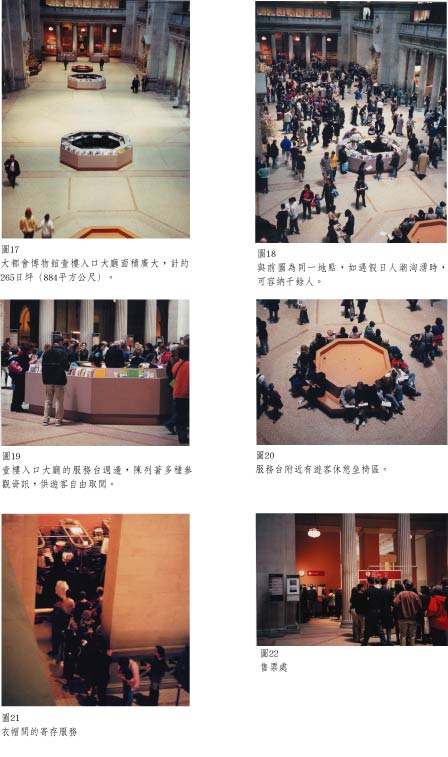 圖17
大都會博物館壹樓入口大廳面積廣大，計約
265日坪（884平方公尺）。
圖18
與前圖為同一地點，如遇假日人潮洶湧時，
可容納千餘人。
圖19
壹樓入口大廳的服務台週邊，陳列著多種參
觀資訊，供遊客自由取閱。
圖20
服務台附近有遊客休憩坐椅區。
圖21
衣帽間的寄存服務
圖22
售票處